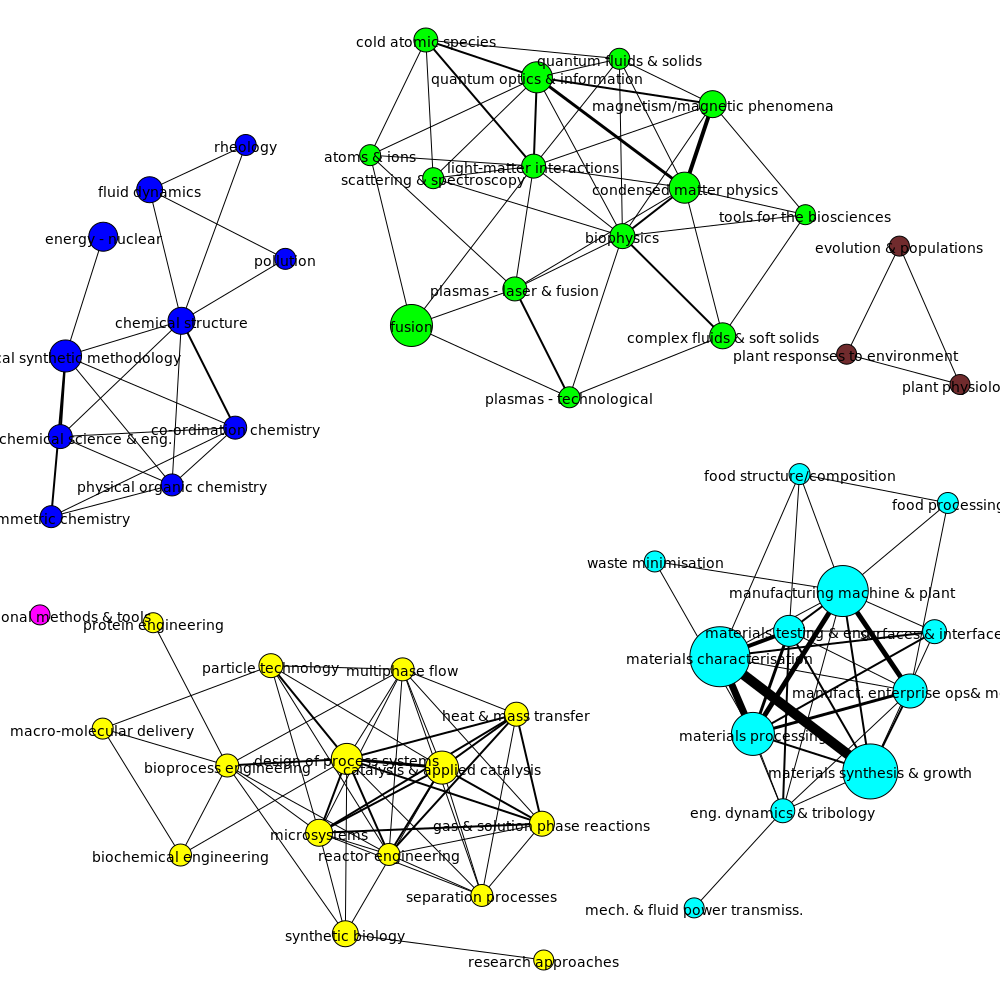 cold atomic species
quantum fluids & solids
quantum optics & information
magnetism/magnetic phenomena
rheology
atoms & ions
light-matter interactions
scattering & spectroscopy
condensed matter physics
fluid dynamics
tools for the biosciences
energy - nuclear
biophysics
evolution & populations
pollution
plasmas - laser & fusion
chemical structure
fusion
complex fluids & soft solids
cal synthetic methodology
plant responses to environment
plant physiolo
plasmas - technological
co-ordination chemistry
chemical science & eng.
food structure/composition
physical organic chemistry
food processing
mmetric chemistry
waste minimisation
manufacturing machine & plant
onal methods & tools
protein engineering
materials testing & eng.
surfaces & interface
materials characterisation
particle technology
multiphase flow
manufact. enterprise ops& m
heat & mass transfer
macro-molecular delivery
materials processing
design of process systems
bioprocess engineering
catalysis & applied catalysis
materials synthesis & growth
eng. dynamics & tribology
gas & solution phase reactions
microsystems
reactor engineering
biochemical engineering
separation processes
mech. & fluid power transmiss.
synthetic biology
research approaches